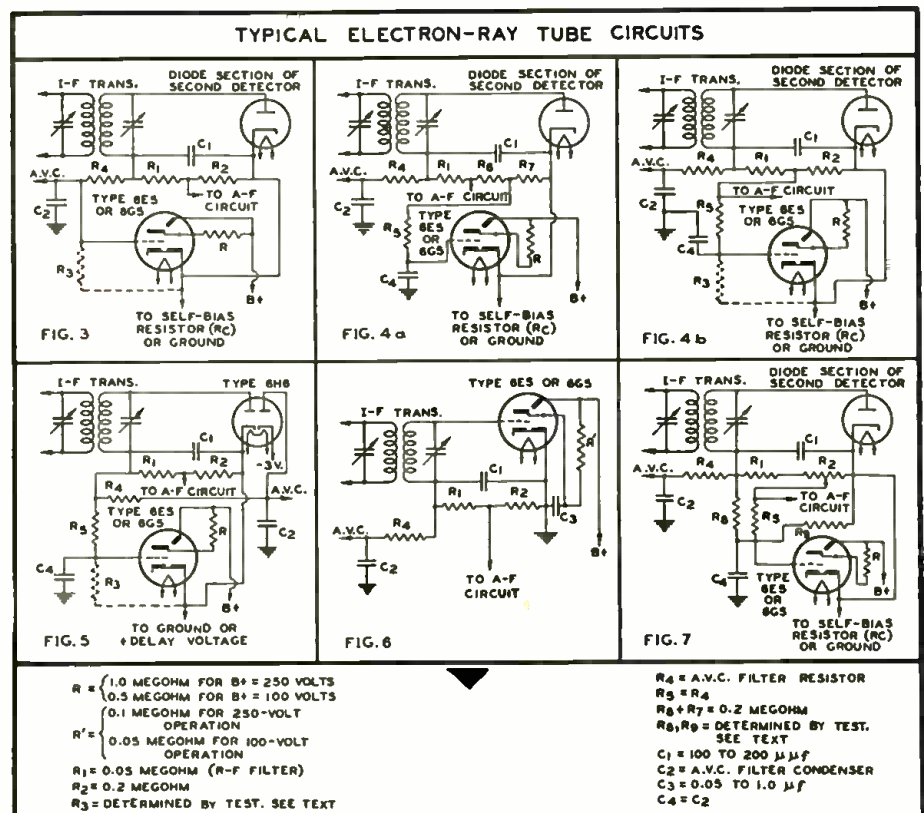 TYPICAL ELECTRON-RAY TUBE CIRCUITS
I-F TRANS.
DIODE SECTION OF
SECOND DETECTOR
C1
A.V.C.
R4
R1
R2
C2
TO A-F
CIRCUIT
TYPE 6E5
OR 6G5
R
R3
B+
TO SELF-BIAS
RESISTOR (RC)
OR GROUND
FIG. 3
I-F TRANS.
DIODE SECTION OF
SECOND DETECTOR
C1
A.V.C.
R4
R1
R6
R7
C2
TO A-F CIRCUIT
R5
TYPE
6E5
OR
6G5
R
C4
TO SELF-BIAS
RESISTOR (RC)
OR GROUND
B+
FIG. 4a
I-F TRANS.
DIODE SECTION OF
SECOND DETECTOR
C1
A.V.C.
R4
R1
R2
C2
TO A-F CIRCUIT
R5
TYPE 6E5
OR 6G5
R
C4
R3
B+
TO SELF-BIAS
RESISTOR (RC)
OR GROUND
FIG. 4b
I-F TRANS.
TYPE 6H6
C1
R1
R2
-3V.
R4
TO A-F CIRCUIT
A.V.C.
TYPE 6E5
OR 6G5
R5
R
C2
C4
R3
B+
TO GROUND OR
+DELAY VOLTAGE
FIG. 5
TYPE 6E5 OR 6G5
I-F TRANS.
R'
C1
R1
R2
C3
A.V.C.
R4
C2
B+
TO A-F
CIRCUIT
FIG. 6
I-F TRANS.
DIODE SECTION OF
SECOND DETECTOR
C1
A.V.C.
R4
R1
R2
C2
TO A-F
CIRCUIT
R8
R5
R9
R
C4
TYPE
6E5
OR
6G5
B+
TO SELF-BIAS
RESISTOR (RC)
OR GROUND
FIG. 7
R = { 1.0 MEGOHM FOR B+ = 250 VOLTS
0.5 MEGOHM FOR B+ = 100 VOLTS
R' = { 0.1 MEGOHM FOR 250-VOLT
OPERATION
0.05 MEGOHM FOR 100-VOLT
OPERATION
R1 = 0.05 MEGOHM (R-F FILTER)
R2 = 0.2 MEGOHM
R3 = DETERMINED BY TEST. SEE TEXT
R4 = A.V.C. FILTER RESISTOR
R5 = R4
R6 + R7 = 0.2 MEGOHM
R8, R9 = DETERMINED BY TEST.
SEE TEXT
C1 = 100 TO 200 μμf
C2 = A.V.C. FILTER CONDENSER
C3 = 0.05 TO 1.0 μf
C4 = C2